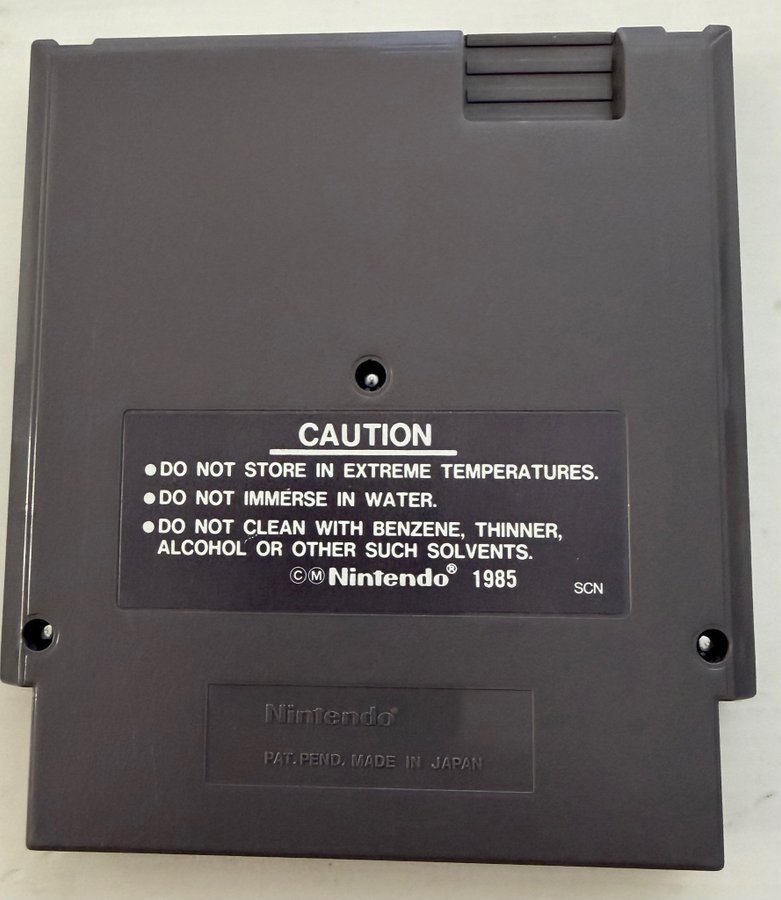 CAUTION
●DO NOT STORE IN EXTREME TEMPERATURES.
●DO NOT IMMERSE IN WATER.
●DO NOT CLEAN WITH BENZENE, THINNER,
ALCOHOL OR OTHER SUCH SOLVENTS.
ⒸⓂNintendo® 1985
SCN
Nintendo®
PAT. PEND. MADE IN JAPAN